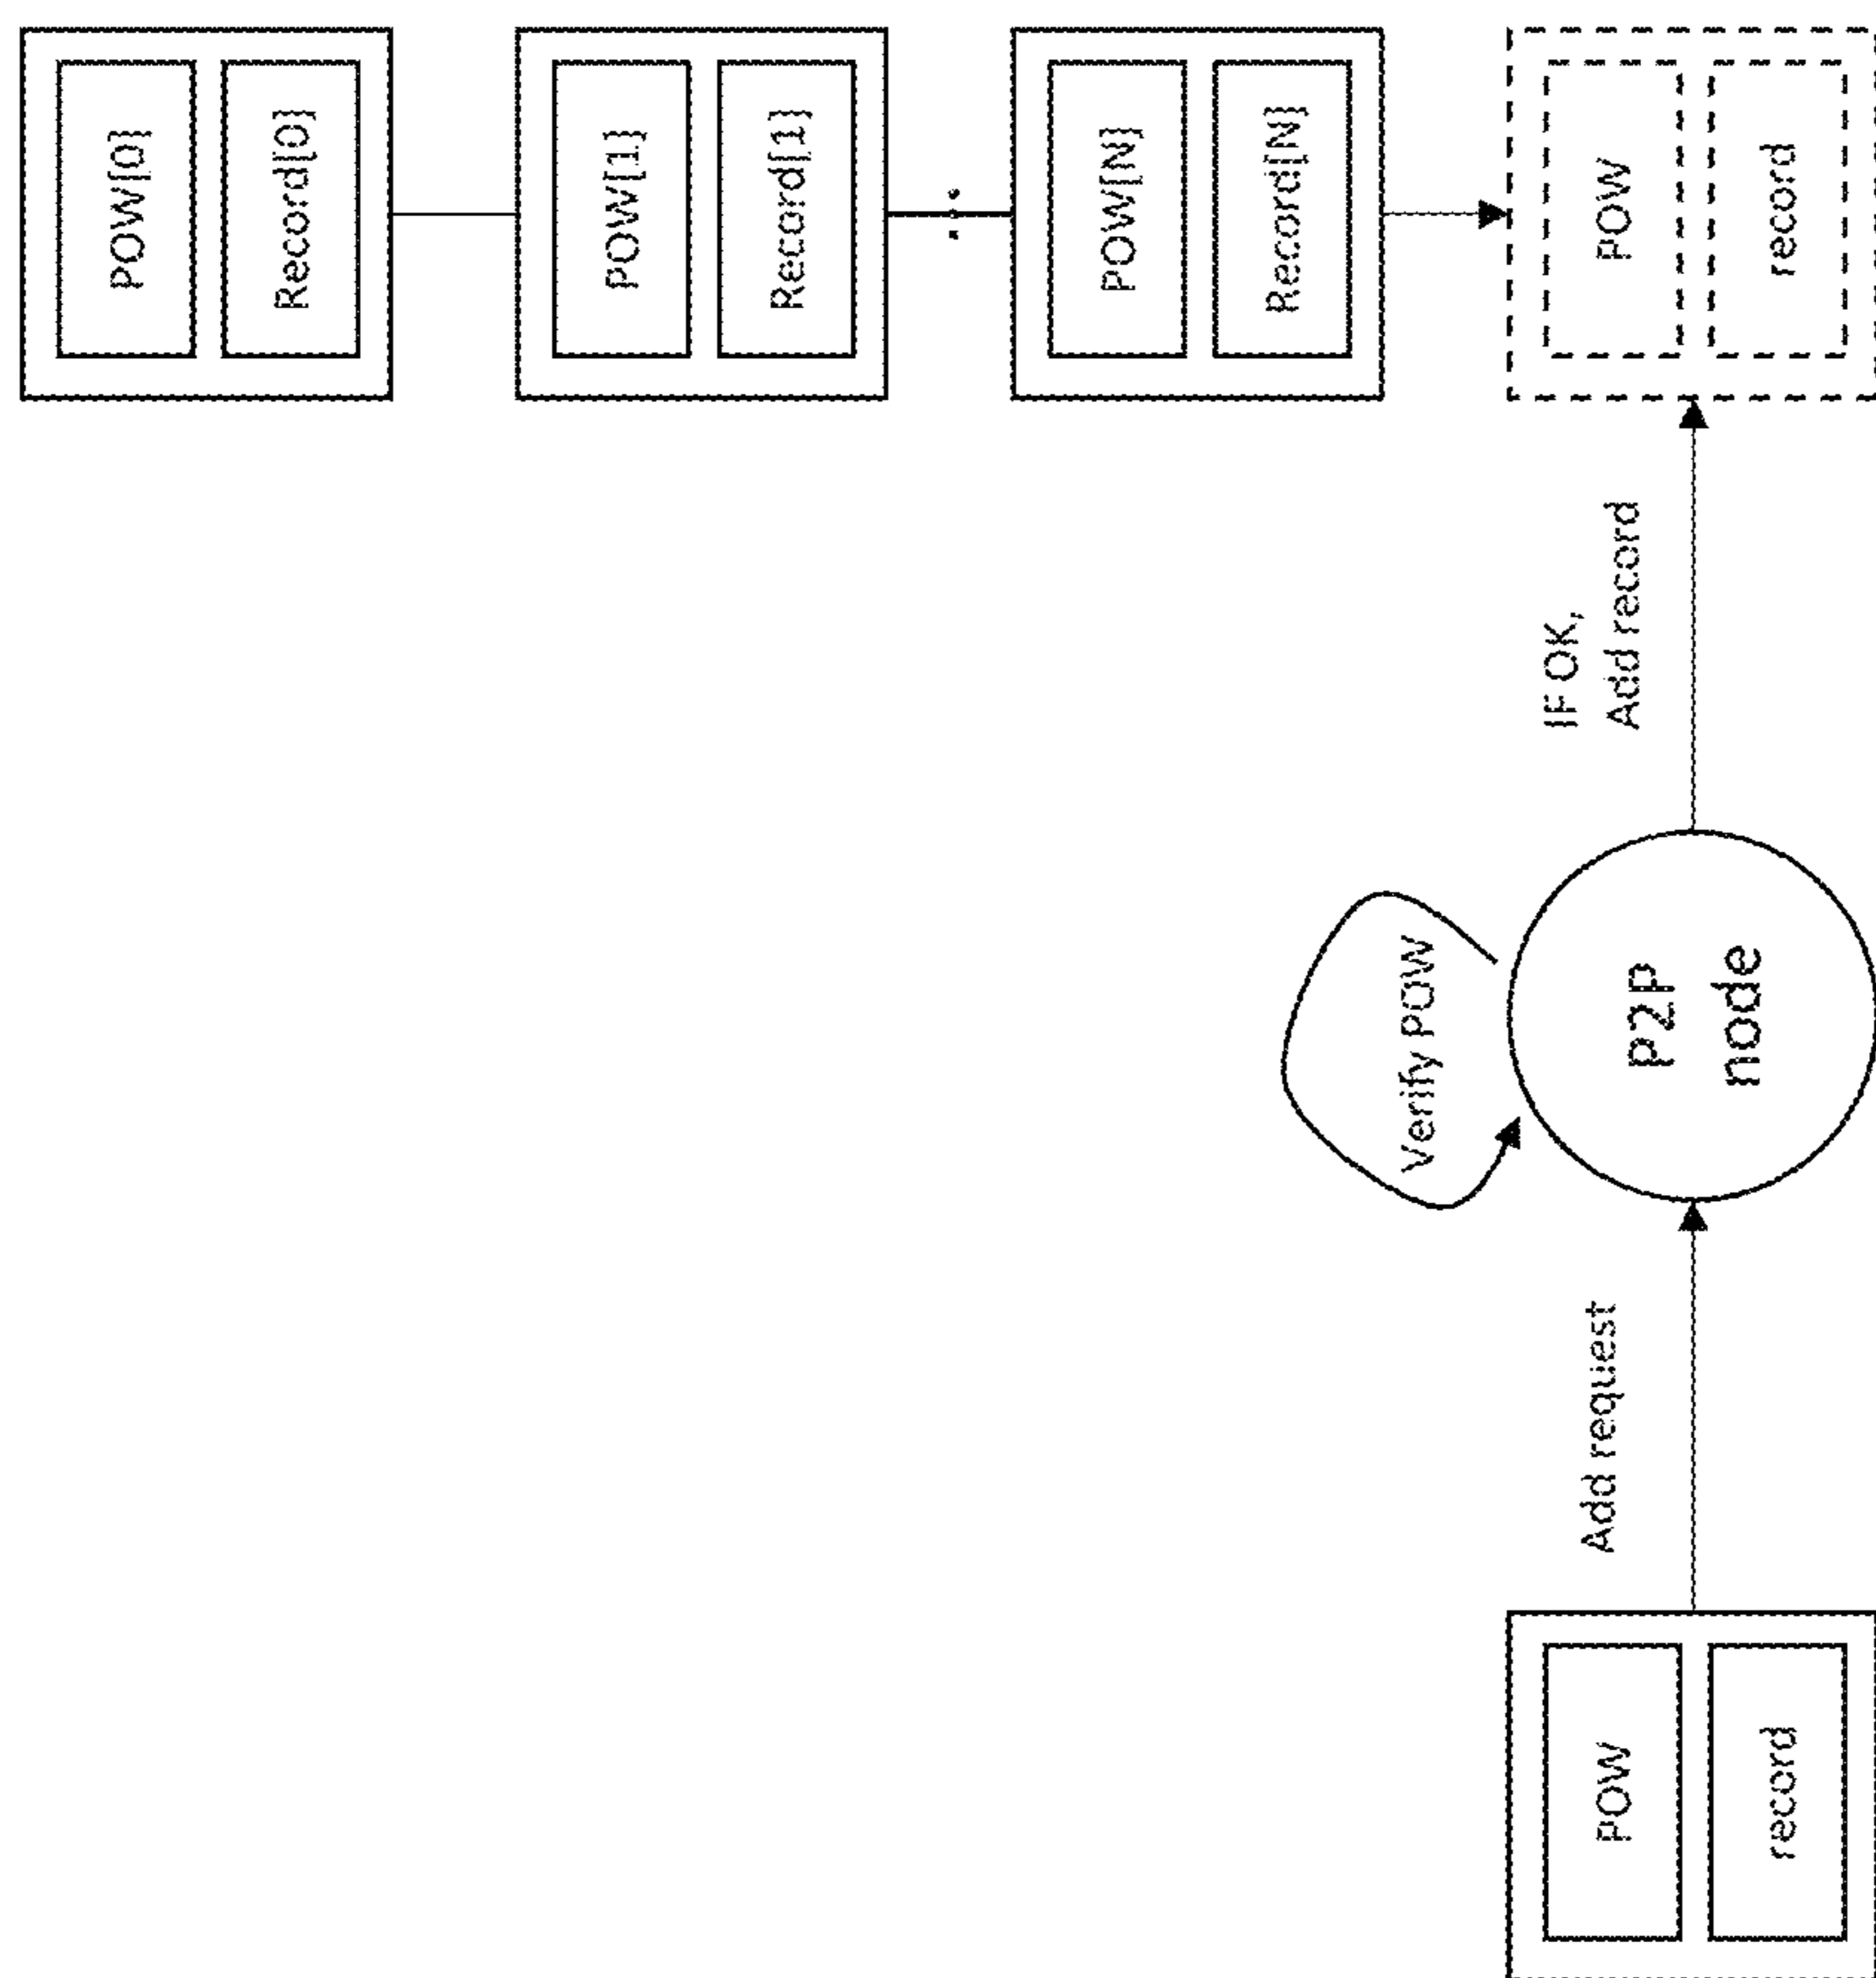 POW[0]
Record[0]
POW[1]
Record[1]
POW[N]
Record[N]
POW
record
IF OK,
Add record
Verify POW
P2P
node
Add request
POW
record